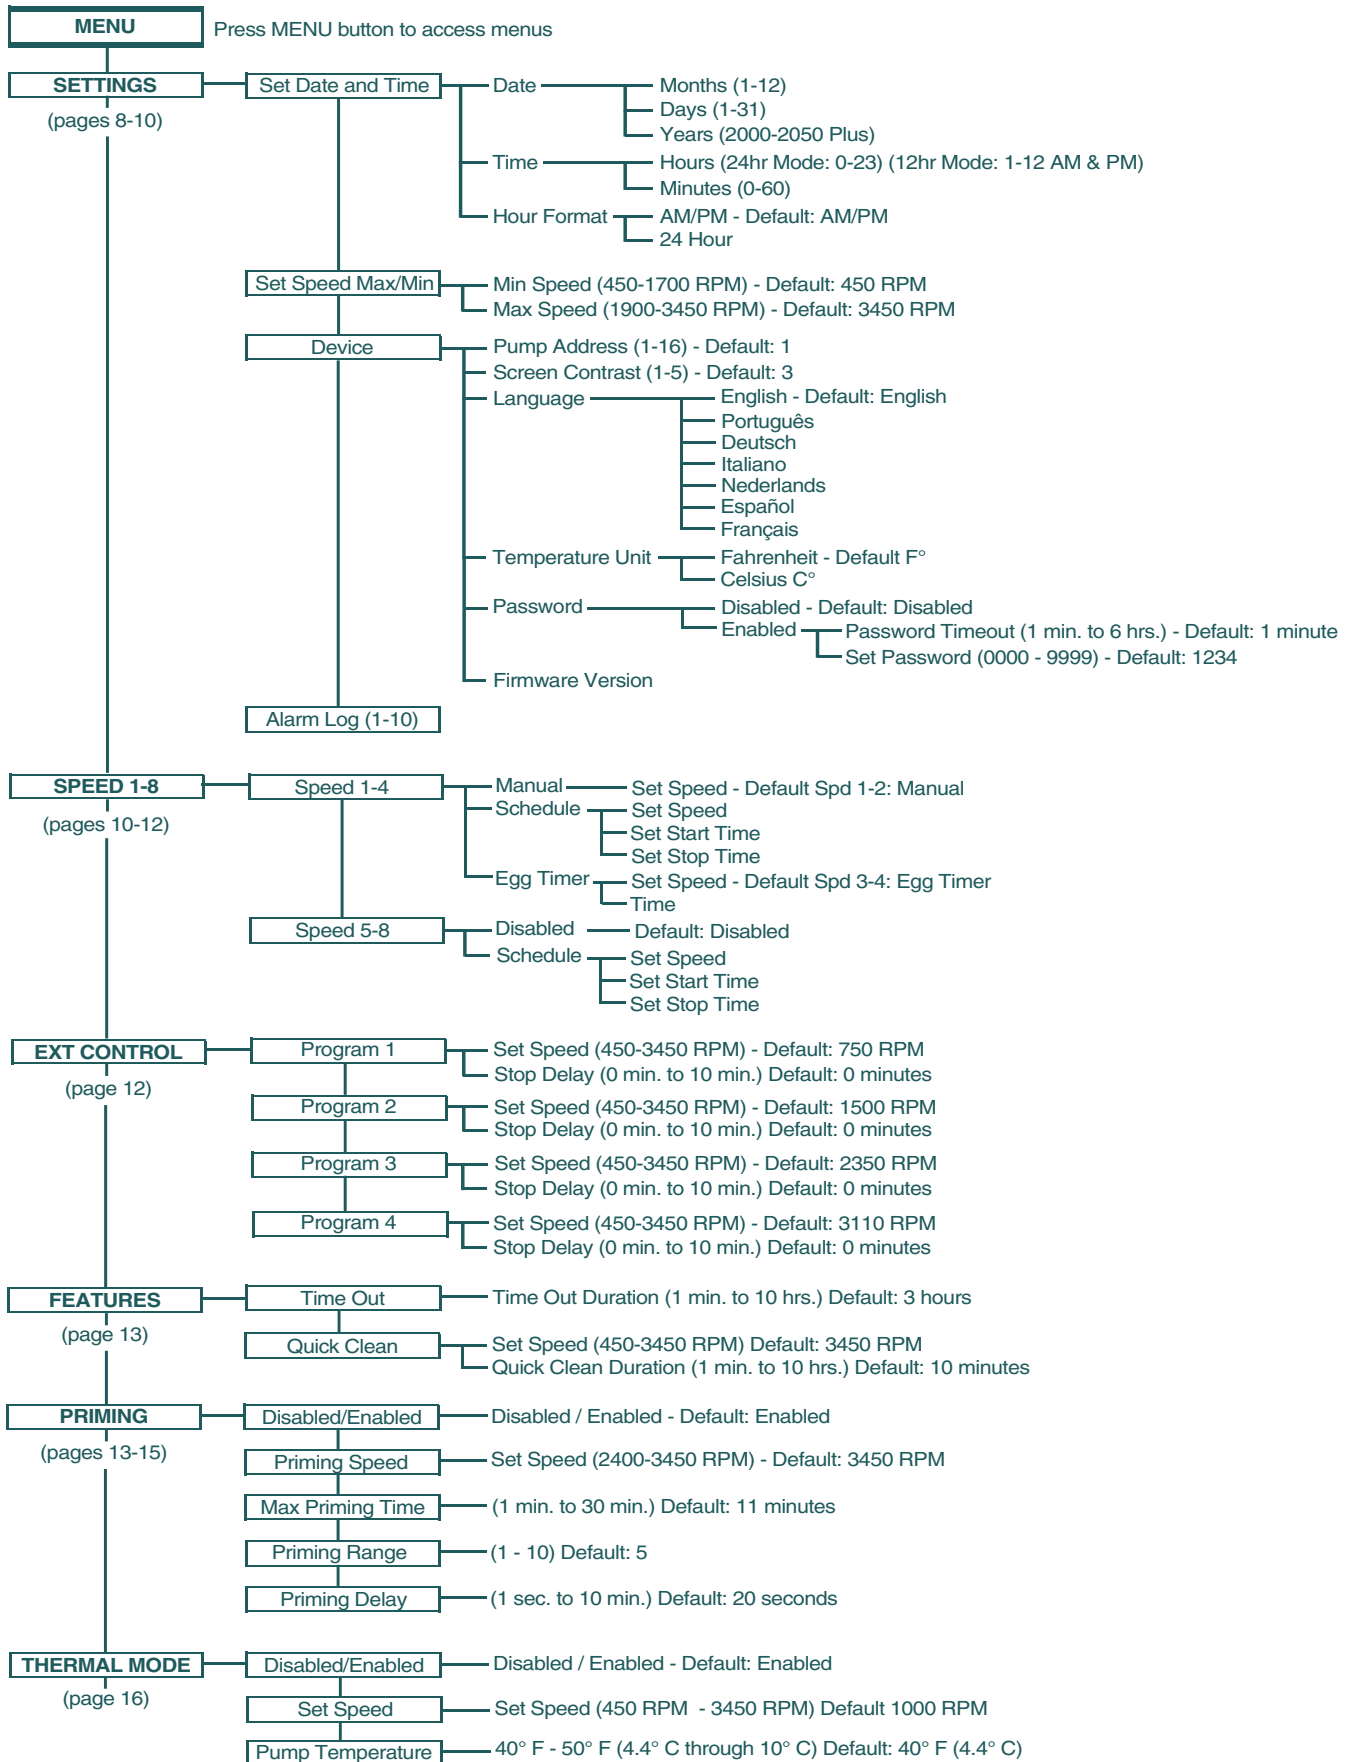 MENU Press MENU button to access menus
SETTINGS Set Date and Time Date Months (1-12)
(pages 8-10) Days (1-31)
Years (2000-2050 Plus)
Time Hours (24hr Mode: 0-23) (12hr Mode: 1-12 AM & PM)
Minutes (0-60)
Hour Format AM/PM - Default: AM/PM
24 Hour
Set Speed Max/Min Min Speed (450-1700 RPM) - Default: 450 RPM
Max Speed (1900-3450 RPM) - Default: 3450 RPM
Device Pump Address (1-16) - Default: 1
Screen Contrast (1-5) - Default: 3
Language English - Default: English
Português
Deutsch
Italiano
Nederlands
Español
Français
Temperature Unit Fahrenheit - Default F°
Celsius C°
Password Disabled - Default: Disabled
Enabled Password Timeout (1 min. to 6 hrs.) - Default: 1 minute
Set Password (0000 - 9999) - Default: 1234
Firmware Version
Alarm Log (1-10)
SPEED 1-8 Speed 1-4 Manual Set Speed - Default Spd 1-2: Manual
(pages 10-12) Schedule Set Speed
Set Start Time
Set Stop Time
Egg Timer Set Speed - Default Spd 3-4: Egg Timer
Time
Speed 5-8 Disabled Default: Disabled
Schedule Set Speed
Set Start Time
Set Stop Time
EXT CONTROL Program 1 Set Speed (450-3450 RPM) - Default: 750 RPM
(page 12) Stop Delay (0 min. to 10 min.) Default: 0 minutes
Program 2 Set Speed (450-3450 RPM) - Default: 1500 RPM
Stop Delay (0 min. to 10 min.) Default: 0 minutes
Program 3 Set Speed (450-3450 RPM) - Default: 2350 RPM
Stop Delay (0 min. to 10 min.) Default: 0 minutes
Program 4 Set Speed (450-3450 RPM) - Default: 3110 RPM
Stop Delay (0 min. to 10 min.) Default: 0 minutes
FEATURES Time Out Time Out Duration (1 min. to 10 hrs.) Default: 3 hours
(page 13) Quick Clean Set Speed (450-3450 RPM) Default: 3450 RPM
Quick Clean Duration (1 min. to 10 hrs.) Default: 10 minutes
PRIMING Disabled/Enabled Disabled / Enabled - Default: Enabled
(pages 13-15) Priming Speed Set Speed (2400-3450 RPM) - Default: 3450 RPM
Max Priming Time (1 min. to 30 min.) Default: 11 minutes
Priming Range (1 - 10) Default: 5
Priming Delay (1 sec. to 10 min.) Default: 20 seconds
THERMAL MODE Disabled/Enabled Disabled / Enabled - Default: Enabled
(page 16) Set Speed Set Speed (450 RPM - 3450 RPM) Default 1000 RPM
Pump Temperature 40° F - 50° F (4.4° C through 10° C) Default: 40° F (4.4° C)